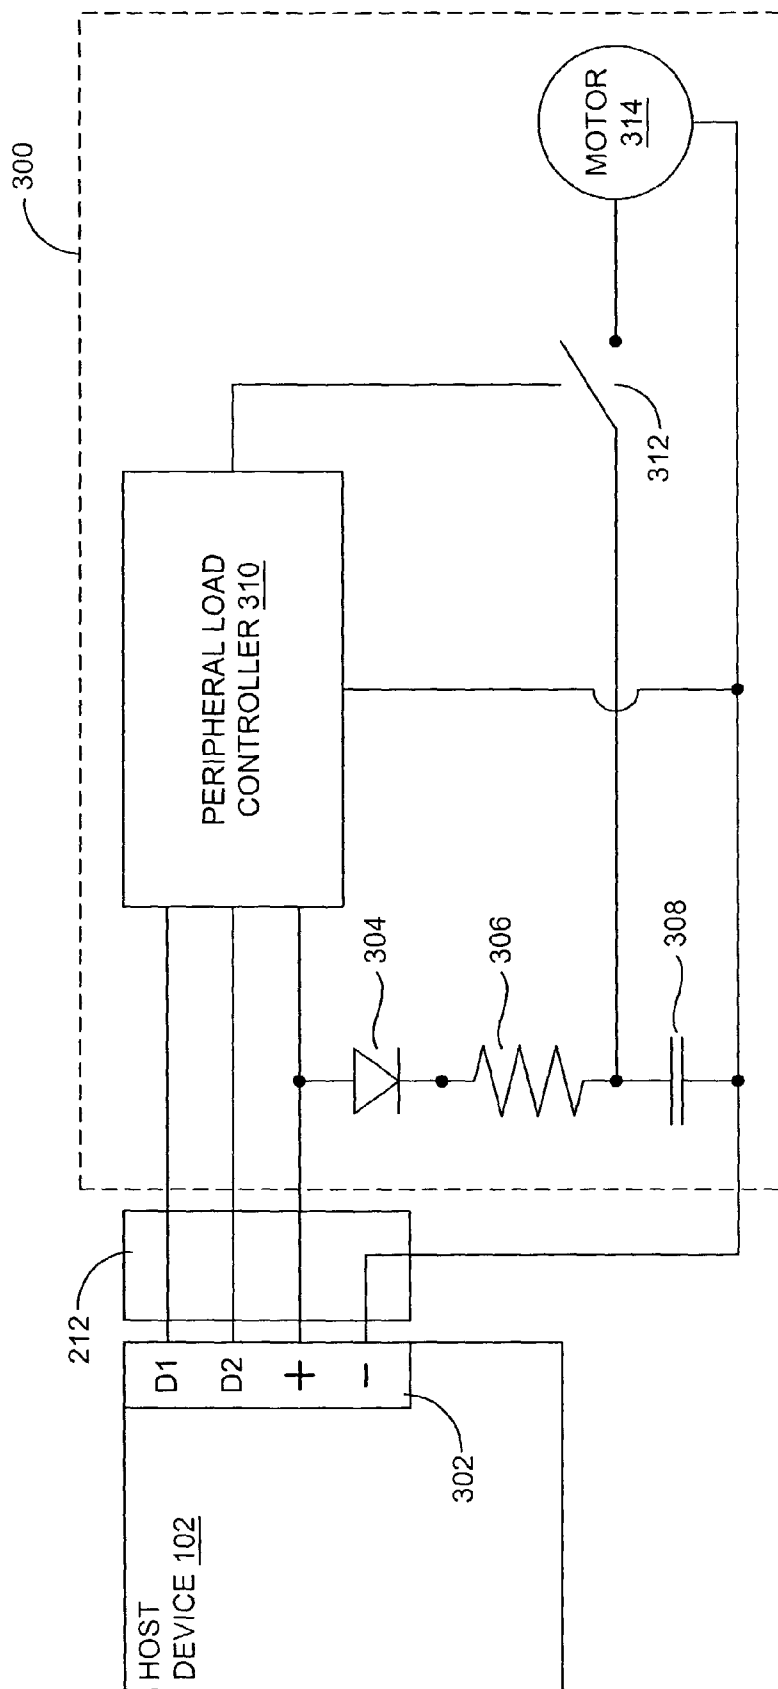 300
MOTOR
314
312
PERIPHERAL LOAD
CONTROLLER 310
304
306
308
212
D1
D2
+
-
302
HOST
DEVICE 102